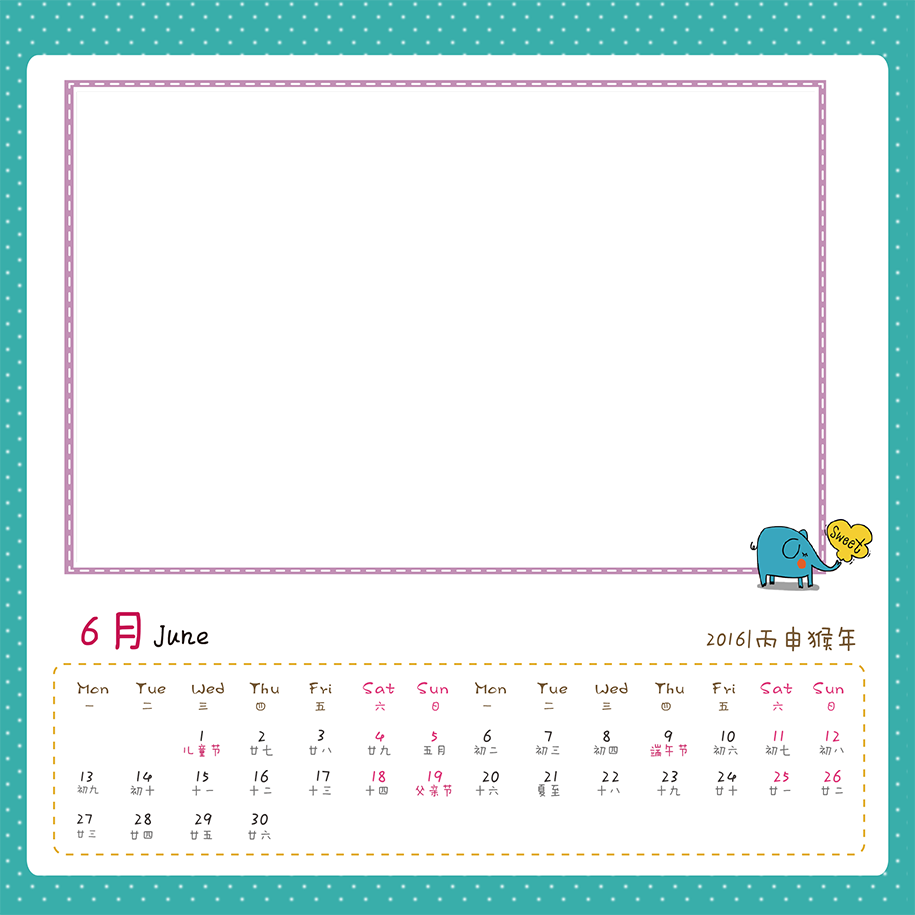 Sweet
6 月 June
2016|丙申猴年
Mon Tue Wed Thu Fri Sat Sun Mon Tue Wed Thu Fri Sat Sun
一 二 三 四 五 六 日 一 二 三 四 五 六 日
1 2 3 4 5 6 7 8 9 10 11 12
儿童节 廿七 廿八 廿九 五月 初二 初三 初四 端午节 初六 初七 初八
13 14 15 16 17 18 19 20 21 22 23 24 25 26
初九 初十 十一 十二 十三 十四 父亲节 十六 夏至 十八 十九 廿十 廿一 廿二
27 28 29 30
廿三 廿四 廿五 廿六